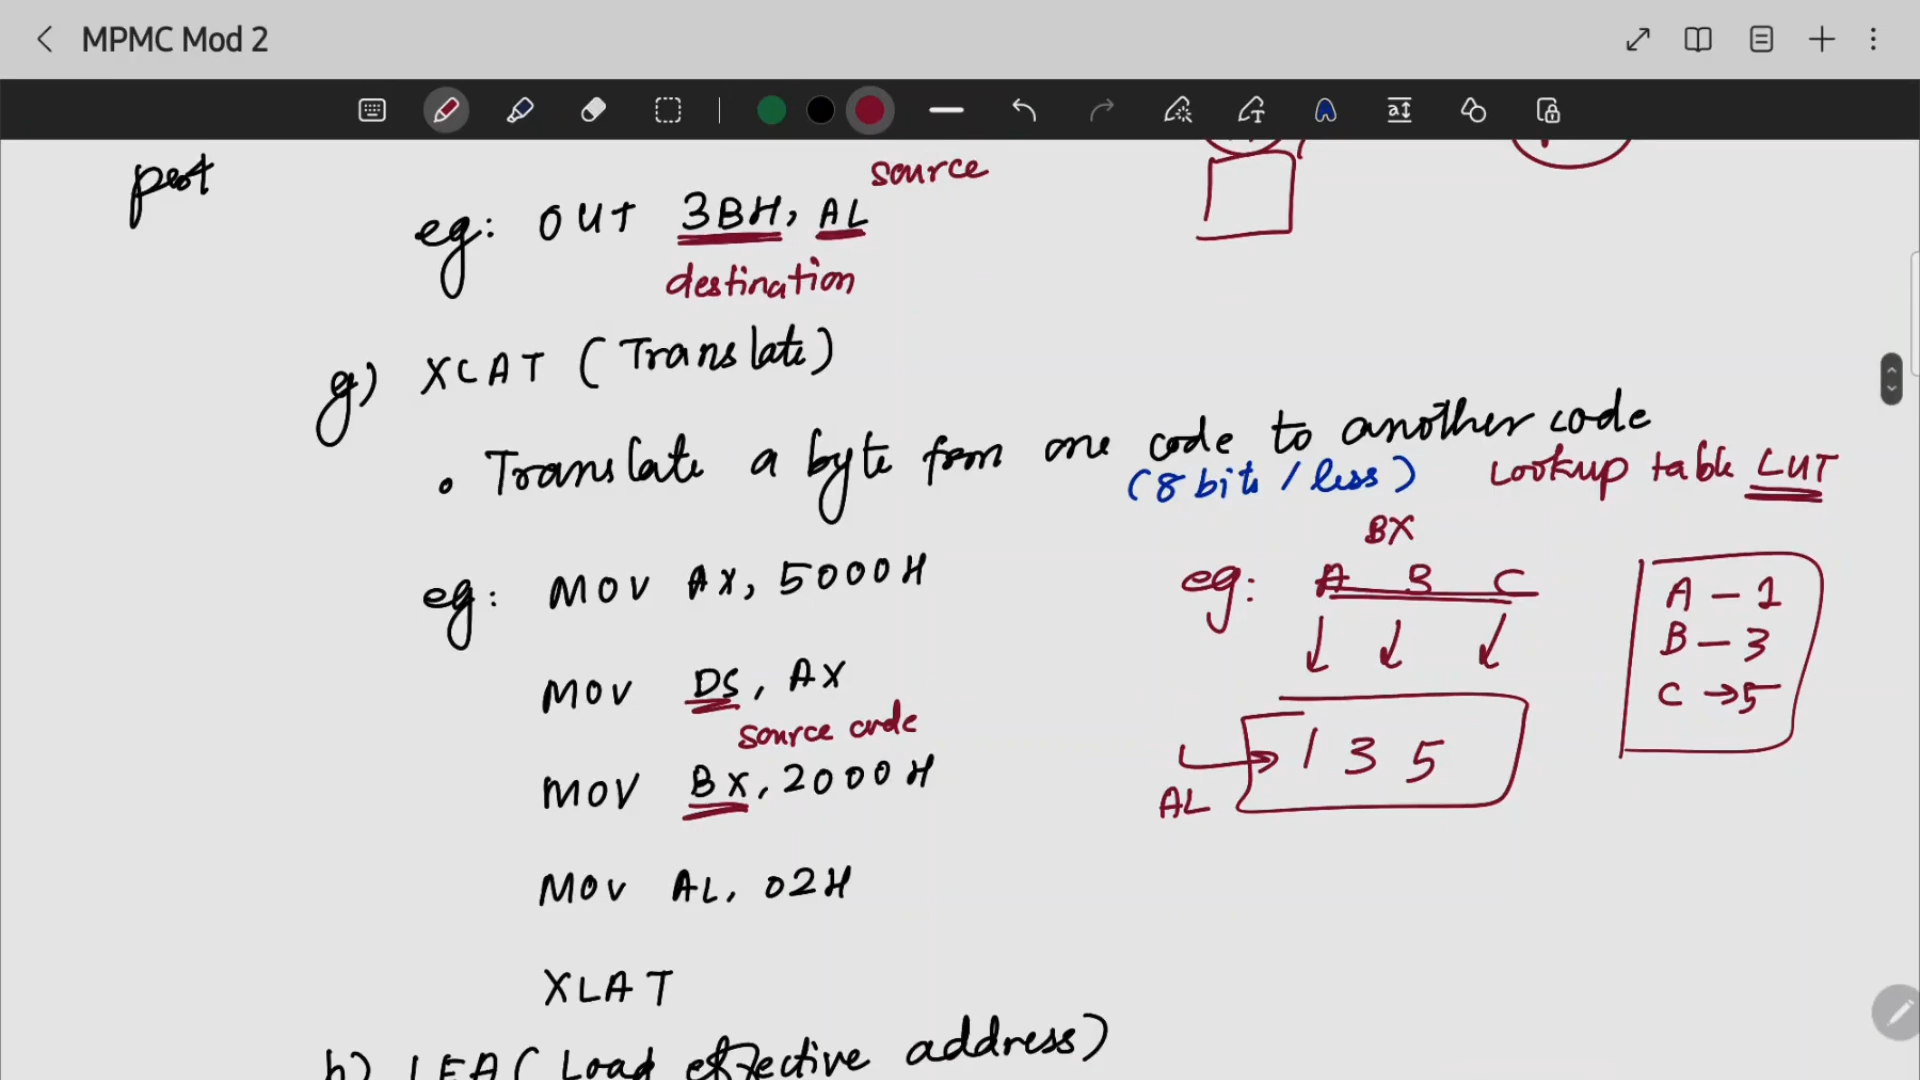 MPMC Mod 2
port
source
eg: OUT 3BH, AL
destination
g) XLAT (Translate)
• Translate a byte from one code to another code
(8 bits / less)
Lookup table LUT
BX
eg: MOV AX, 5000H
eg: A B C
A - 1
B - 3
C → 5
MOV DS, AX
source code
MOV BX, 2000H
1 3 5
AL
MOV AL, 02H
XLAT
h) LEA (Load effective address)